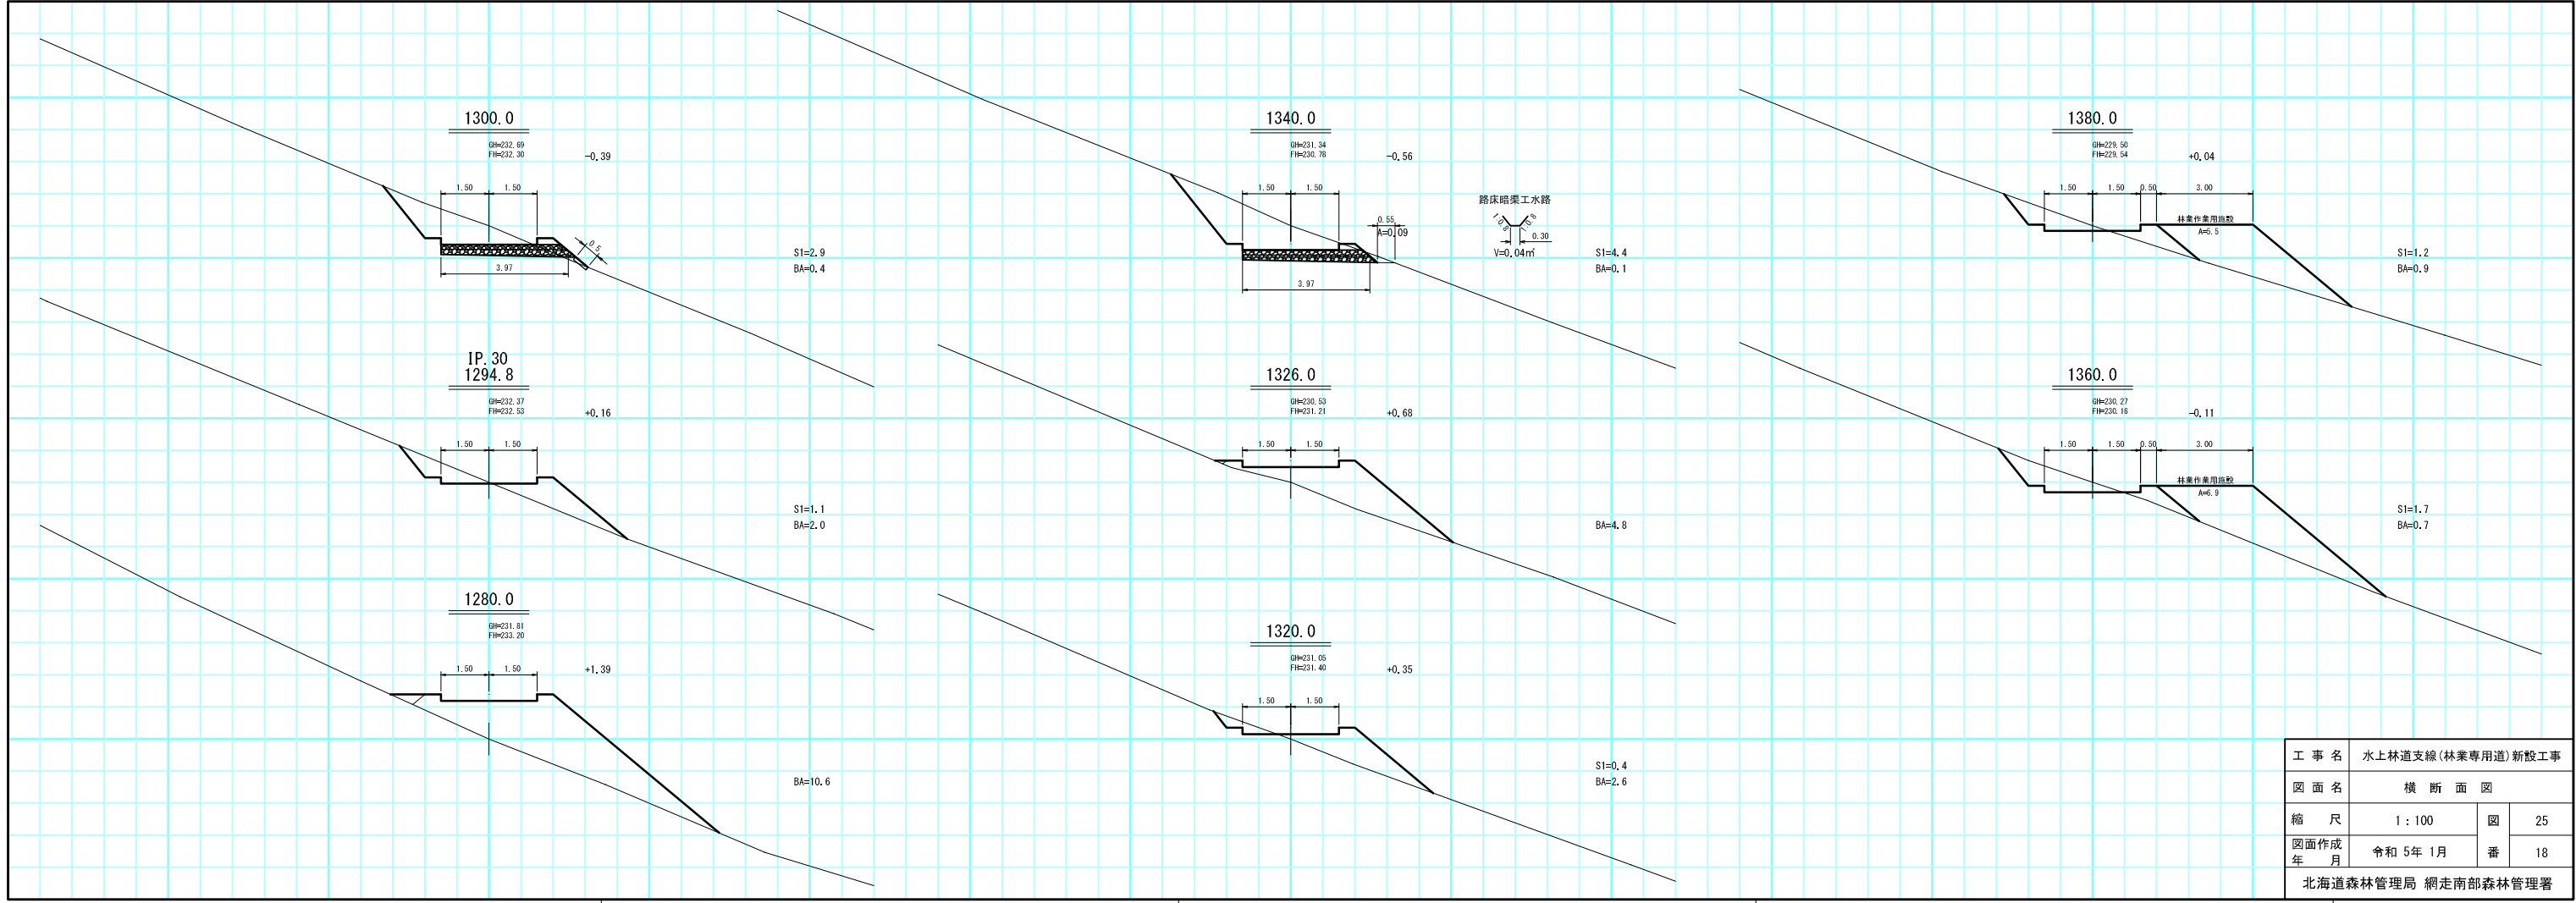 1300.0
GH=232.69
FH=232.30
-0.39
1.50 1.50
0.5
3.97
S1=2.9
BA=0.4
IP.30
1294.8
GH=232.37
FH=232.53
+0.16
1.50 1.50
S1=1.1
BA=2.0
1280.0
GH=231.81
FH=233.20
+1.39
1.50 1.50
BA=10.6
1340.0
GH=231.34
FH=230.78
-0.56
1.50 1.50
0.55
A=0.09
3.97
路床暗渠工水路
1:0.8 1:0.8
0.30
V=0.04㎥
S1=4.4
BA=0.1
1326.0
GH=230.53
FH=231.21
+0.68
1.50 1.50
BA=4.8
1320.0
GH=231.05
FH=231.40
+0.35
1.50 1.50
S1=0.4
BA=2.6
1380.0
GH=229.50
FH=229.54
+0.04
1.50 1.50 0.50 3.00
林業作業用施設
A=5.5
S1=1.2
BA=0.9
1360.0
GH=230.27
FH=230.16
-0.11
1.50 1.50 0.50 3.00
林業作業用施設
A=6.9
S1=1.7
BA=0.7
工事名 水上林道支線(林業専用道)新設工事
図面名 横断面図
縮尺 1:100 図 25
図面作成年月 令和 5年 1月 番 18
北海道森林管理局 網走南部森林管理署